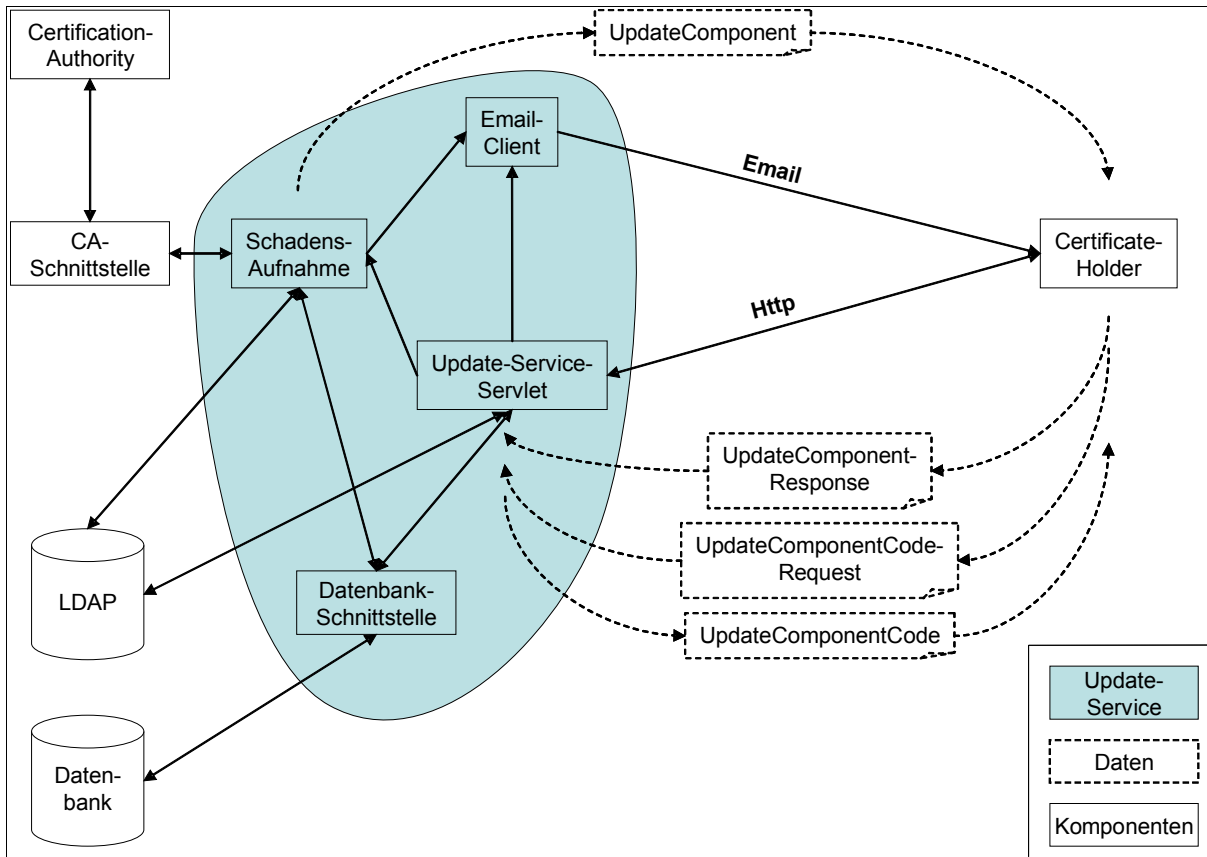 Certification-
Authority
UpdateComponent
Email-
Client
Email
CA-
Schnittstelle
Schadens-
Aufnahme
Certificate-
Holder
Http
Update-Service-
Servlet
UpdateComponent-
Response
UpdateComponentCode-
Request
LDAP
Datenbank-
Schnittstelle
UpdateComponentCode
Daten-
bank
Update-
Service
Daten
Komponenten